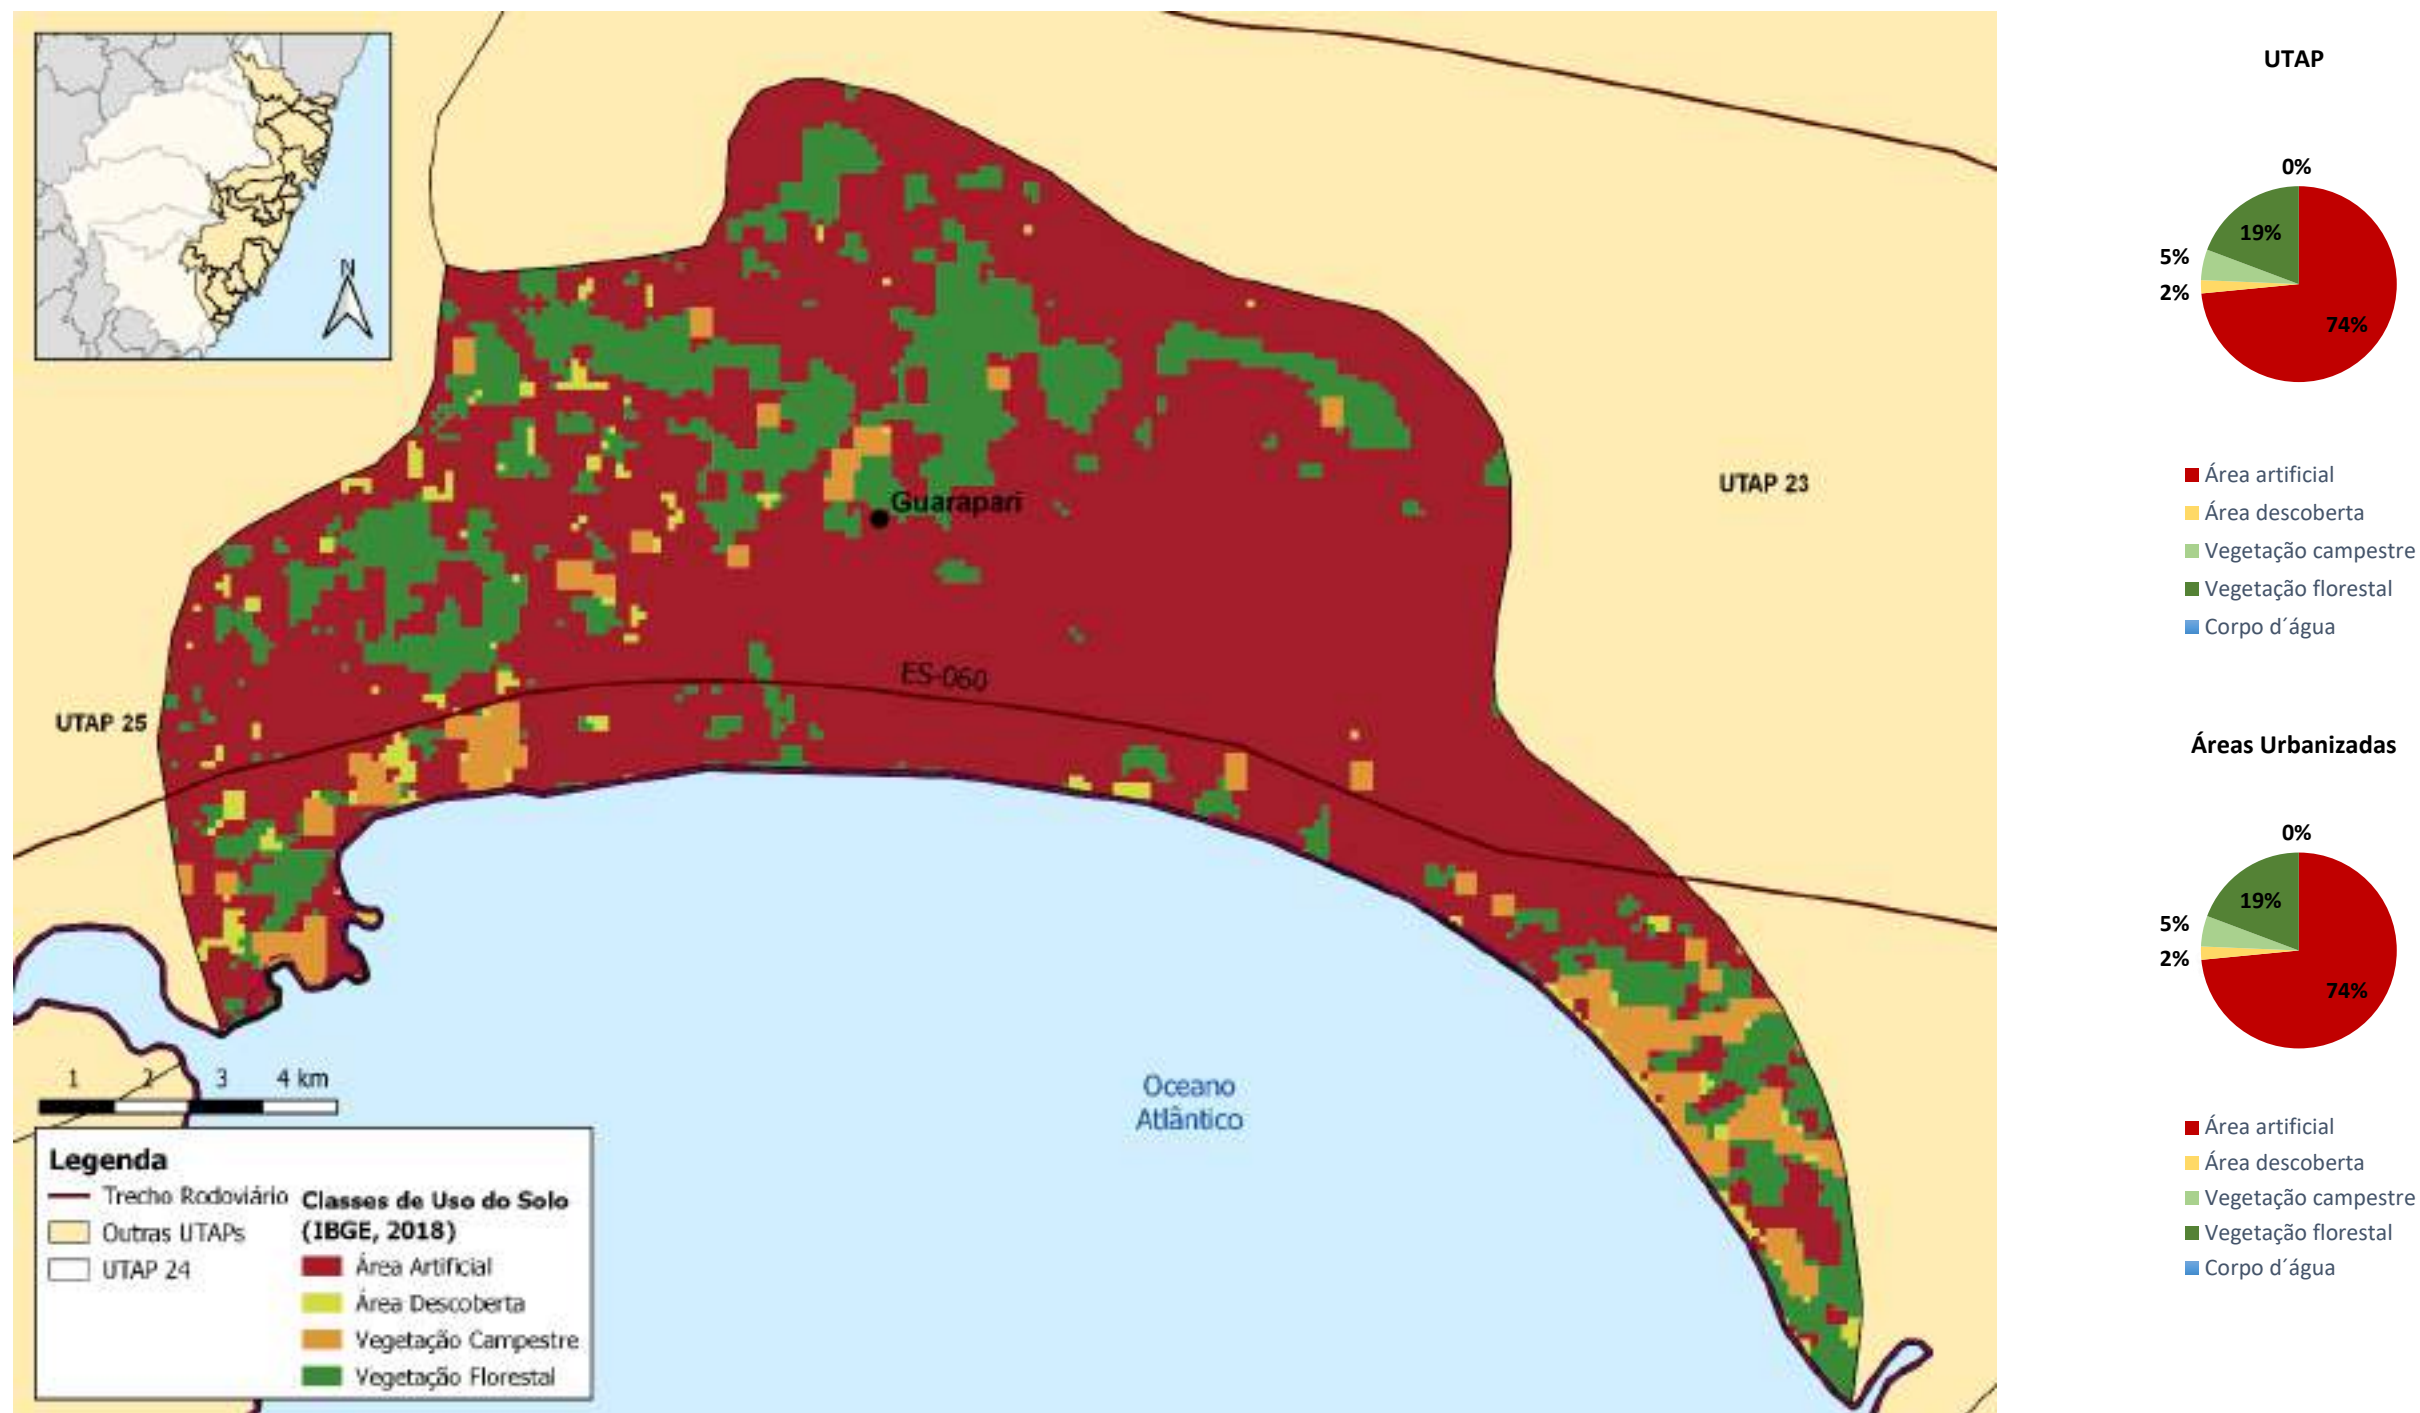 N
Guarapari
ES-060
UTAP 23
UTAP 25
Oceano
Atlântico
1 2 3 4 km
Legenda
Trecho Rodoviário
Outras UTAPs
UTAP 24
Classes de Uso do Solo
(IBGE, 2018)
Área Artificial
Área Descoberta
Vegetação Campestre
Vegetação Florestal
UTAP
0%
19%
5%
2%
74%
Área artificial
Área descoberta
Vegetação campestre
Vegetação florestal
Corpo d´água
Áreas Urbanizadas
0%
19%
5%
2%
74%
Área artificial
Área descoberta
Vegetação campestre
Vegetação florestal
Corpo d´água